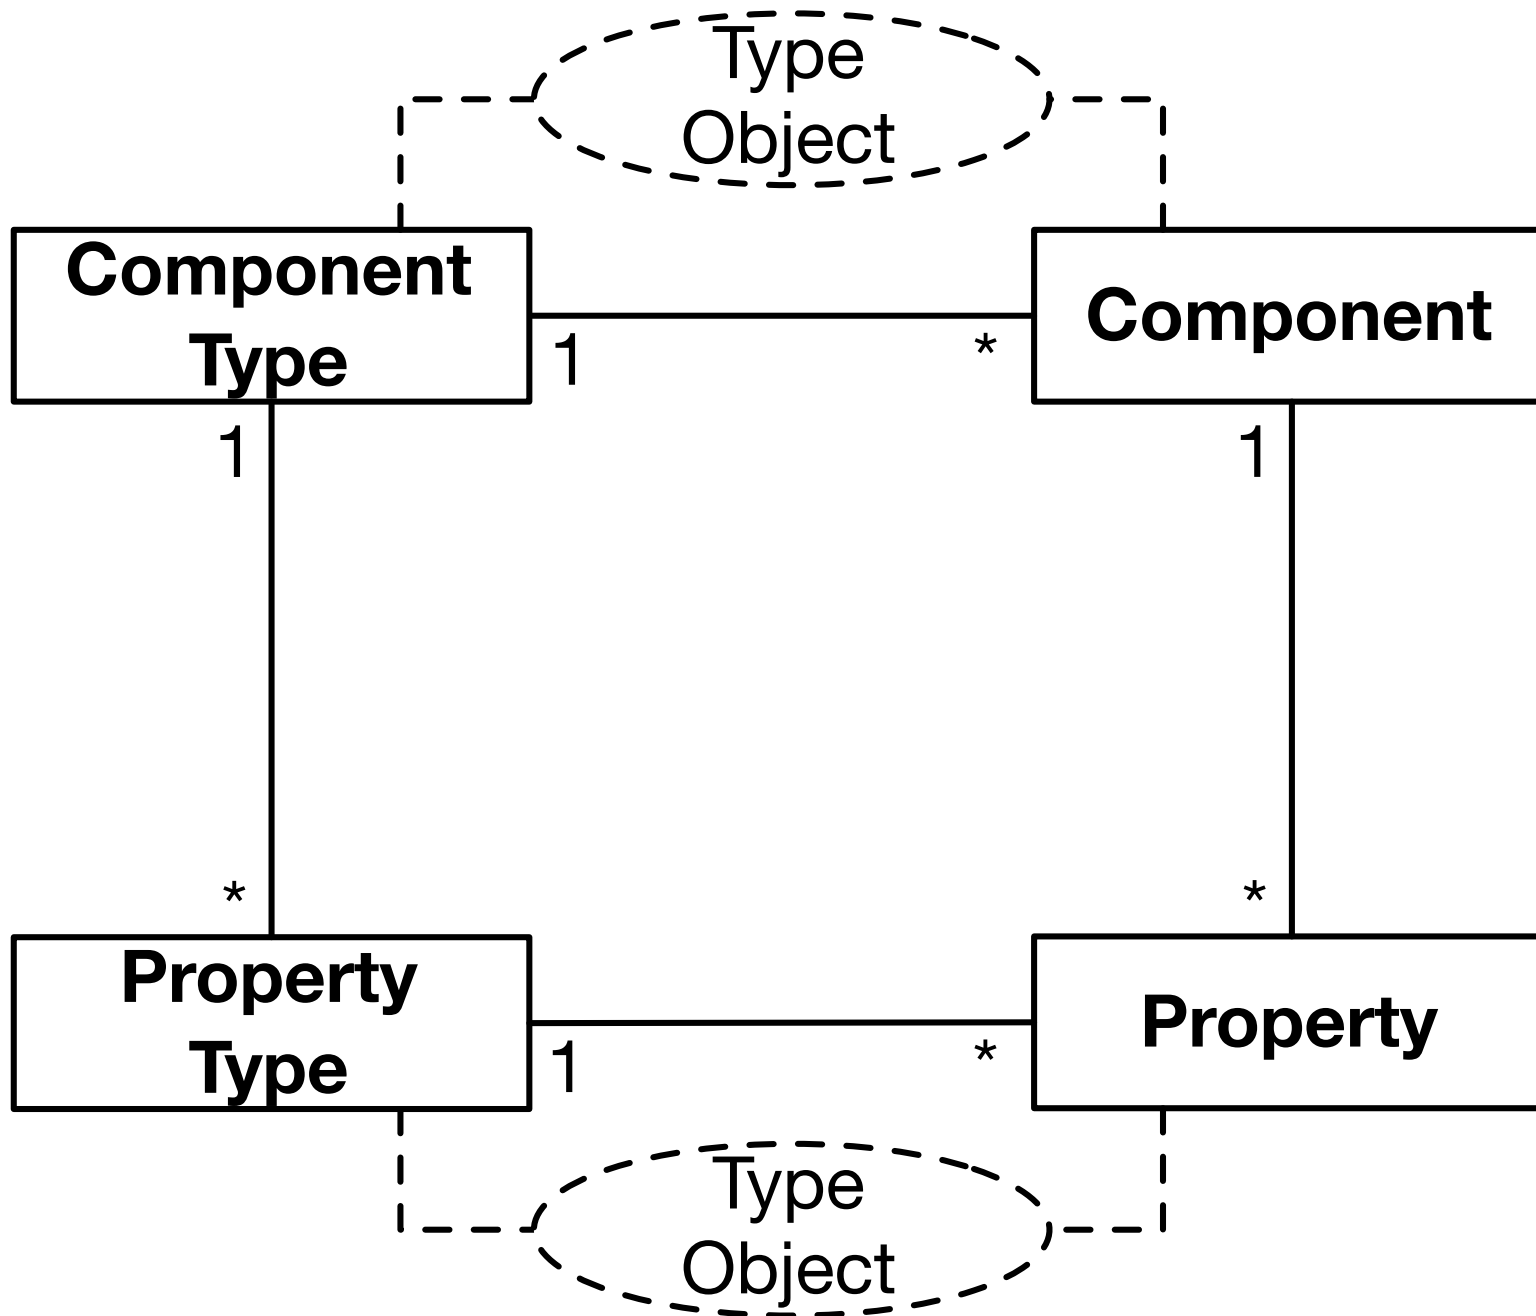 Type
Object
Component
Type
Component
1
*
1
1
*
*
Property
Type
Property
1
*
Type
Object